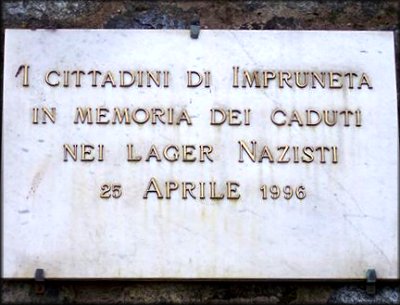 I CITTADINI DI IMPRUNETA
IN MEMORIA DEI CADUTI
NEI LAGER NAZISTI
25 APRILE 1996